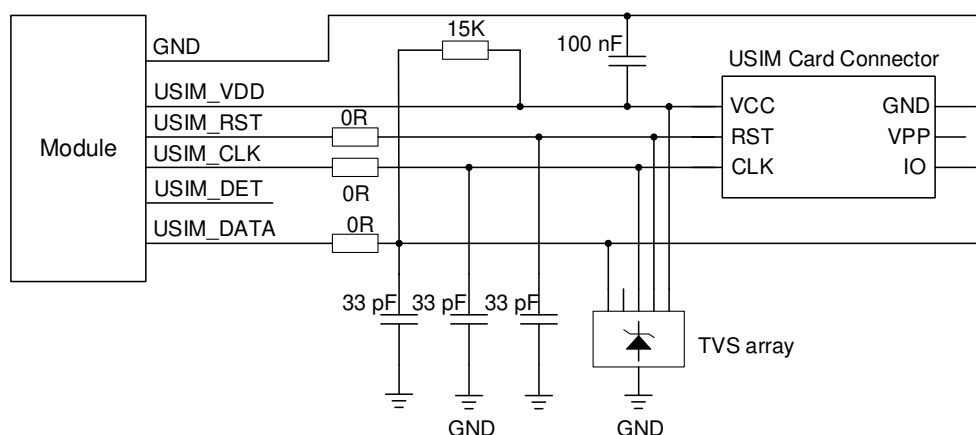 15K
GND
100 nF
USIM Card Connector
USIM_VDD
VCC
GND
USIM_RST
0R
RST
VPP
Module
USIM_CLK
CLK
IO
USIM_DET
0R
USIM_DATA
0R
33 pF
33 pF
33 pF
TVS array
GND
GND